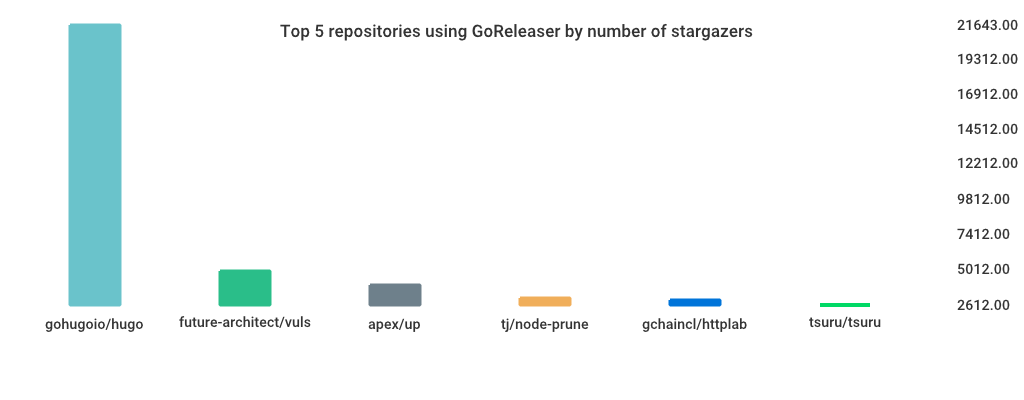 Top 5 repositories using GoReleaser by number of stargazers
21643.00
19312.00
16912.00
14512.00
12212.00
9812.00
7412.00
5012.00
2612.00
gohugoio/hugo
future-architect/vuls
apex/up
tj/node-prune
gchaincl/httplab
tsuru/tsuru